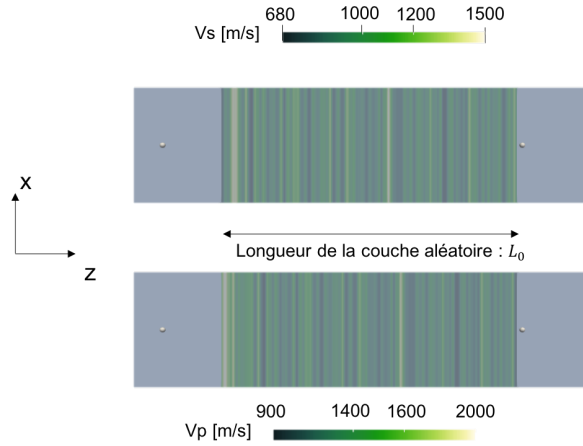 680 1000 1200 1500
Vs [m/s]
x
z
Longueur de la couche aléatoire : L₀
900 1400 1600 2000
Vp [m/s]